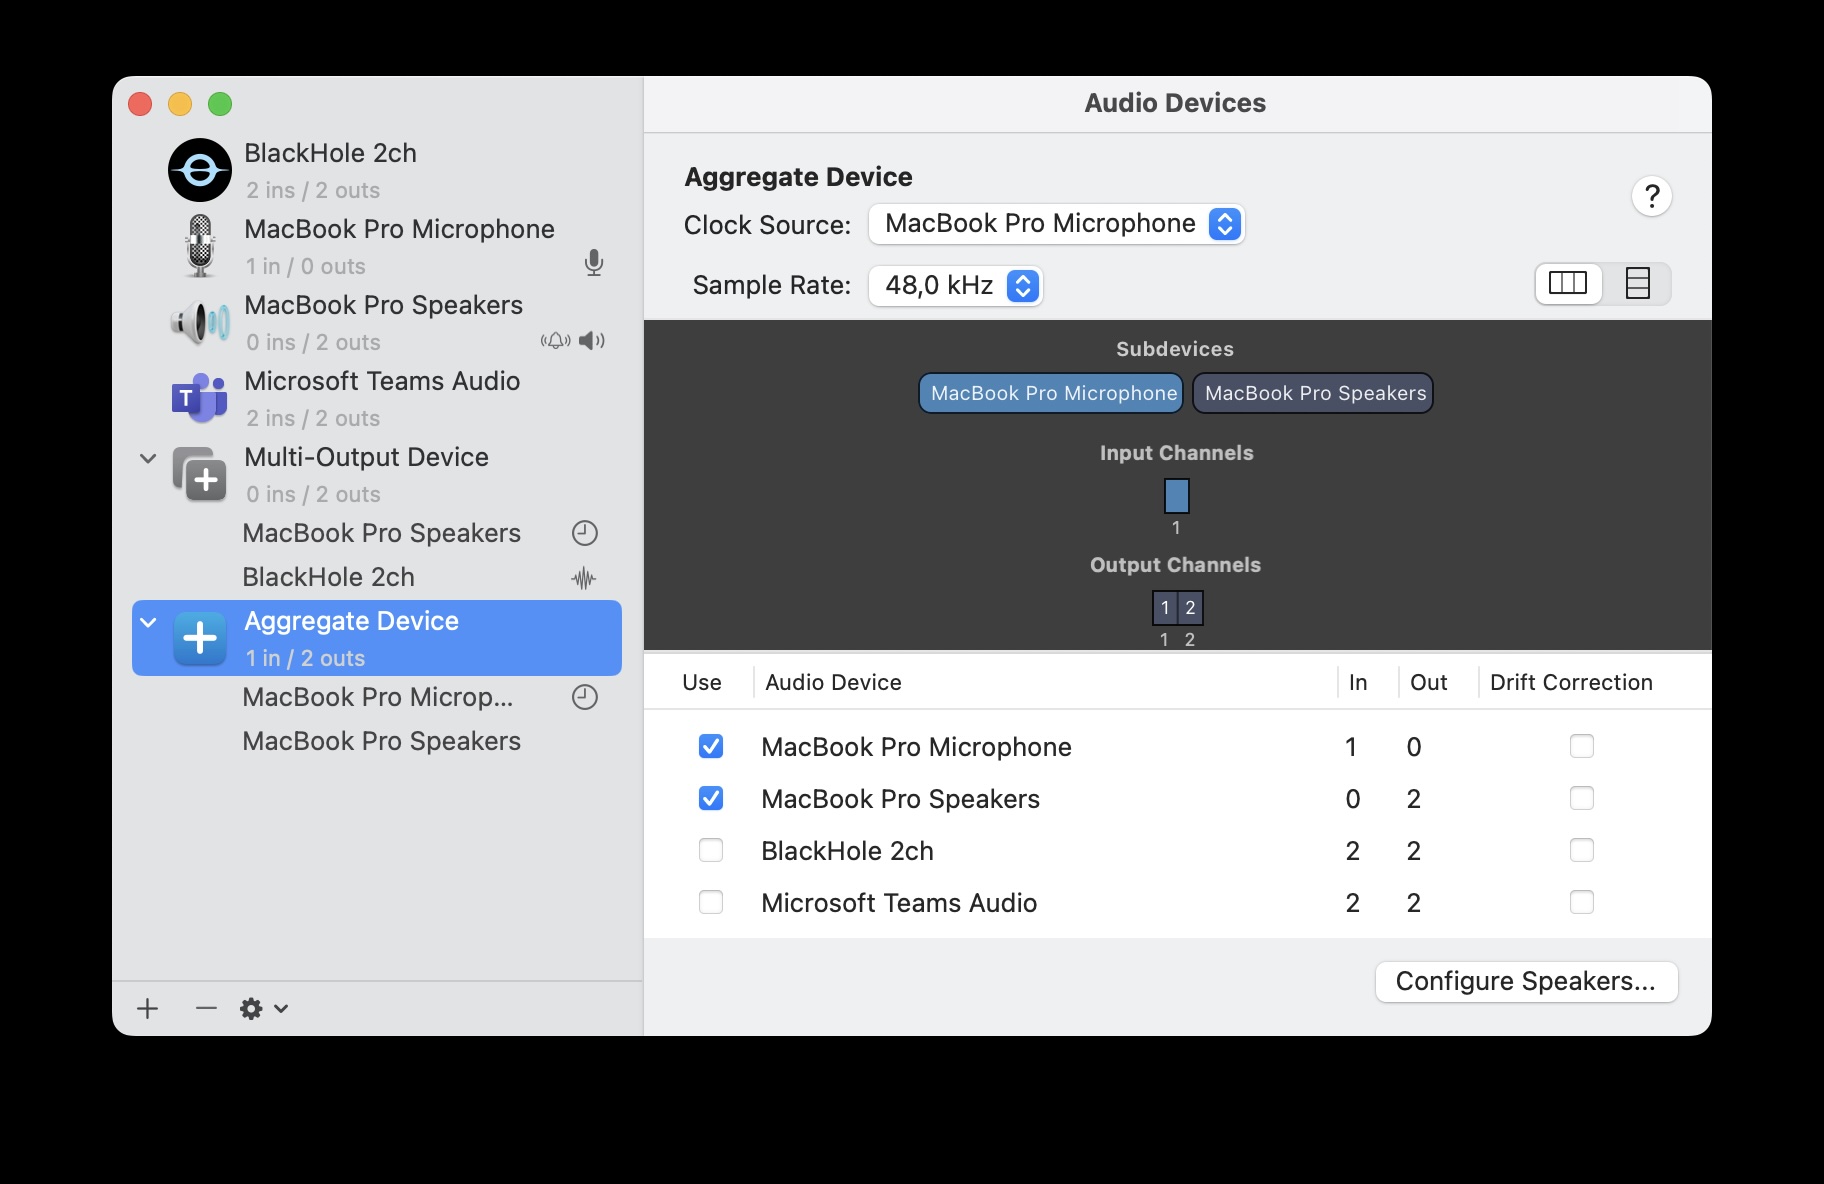 BlackHole 2ch
2 ins / 2 outs
MacBook Pro Microphone
1 in / 0 outs
MacBook Pro Speakers
0 ins / 2 outs
T
Microsoft Teams Audio
2 ins / 2 outs
Multi-Output Device
0 ins / 2 outs
MacBook Pro Speakers
BlackHole 2ch
Aggregate Device
1 in / 2 outs
MacBook Pro Microp...
MacBook Pro Speakers
Audio Devices
Aggregate Device
?
Clock Source: MacBook Pro Microphone
Sample Rate: 48,0 kHz
Subdevices
MacBook Pro Microphone MacBook Pro Speakers
Input Channels
1
Output Channels
1 2
1 2
Use Audio Device In Out Drift Correction
MacBook Pro Microphone 1 0
MacBook Pro Speakers 0 2
BlackHole 2ch 2 2
Microsoft Teams Audio 2 2
Configure Speakers...